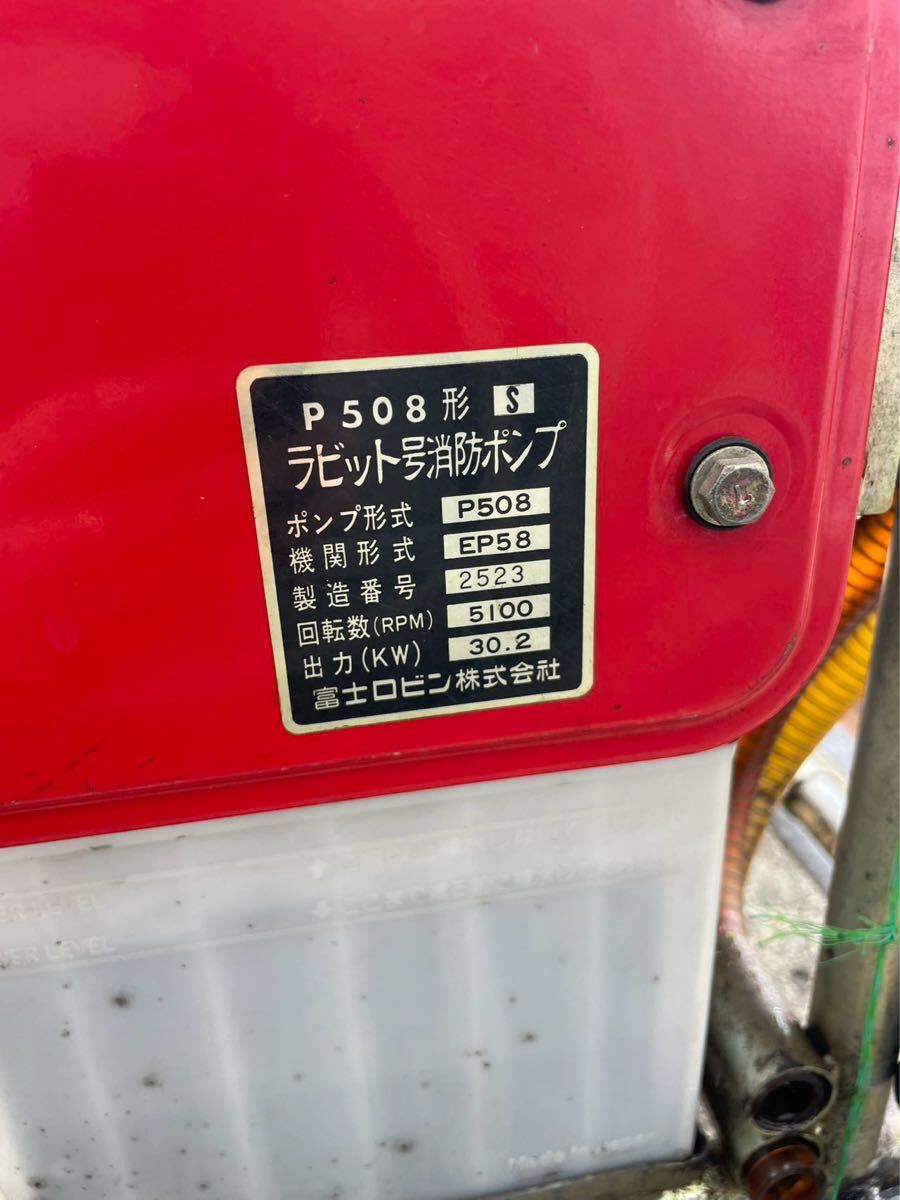 P508形 S
ラビット号消防ポンプ
ポンプ形式 P508
機関形式 EP58
製造番号 2523
回転数(RPM) 5100
出力(KW) 30.2
富士ロビン株式会社
LEVEL
LEVEL